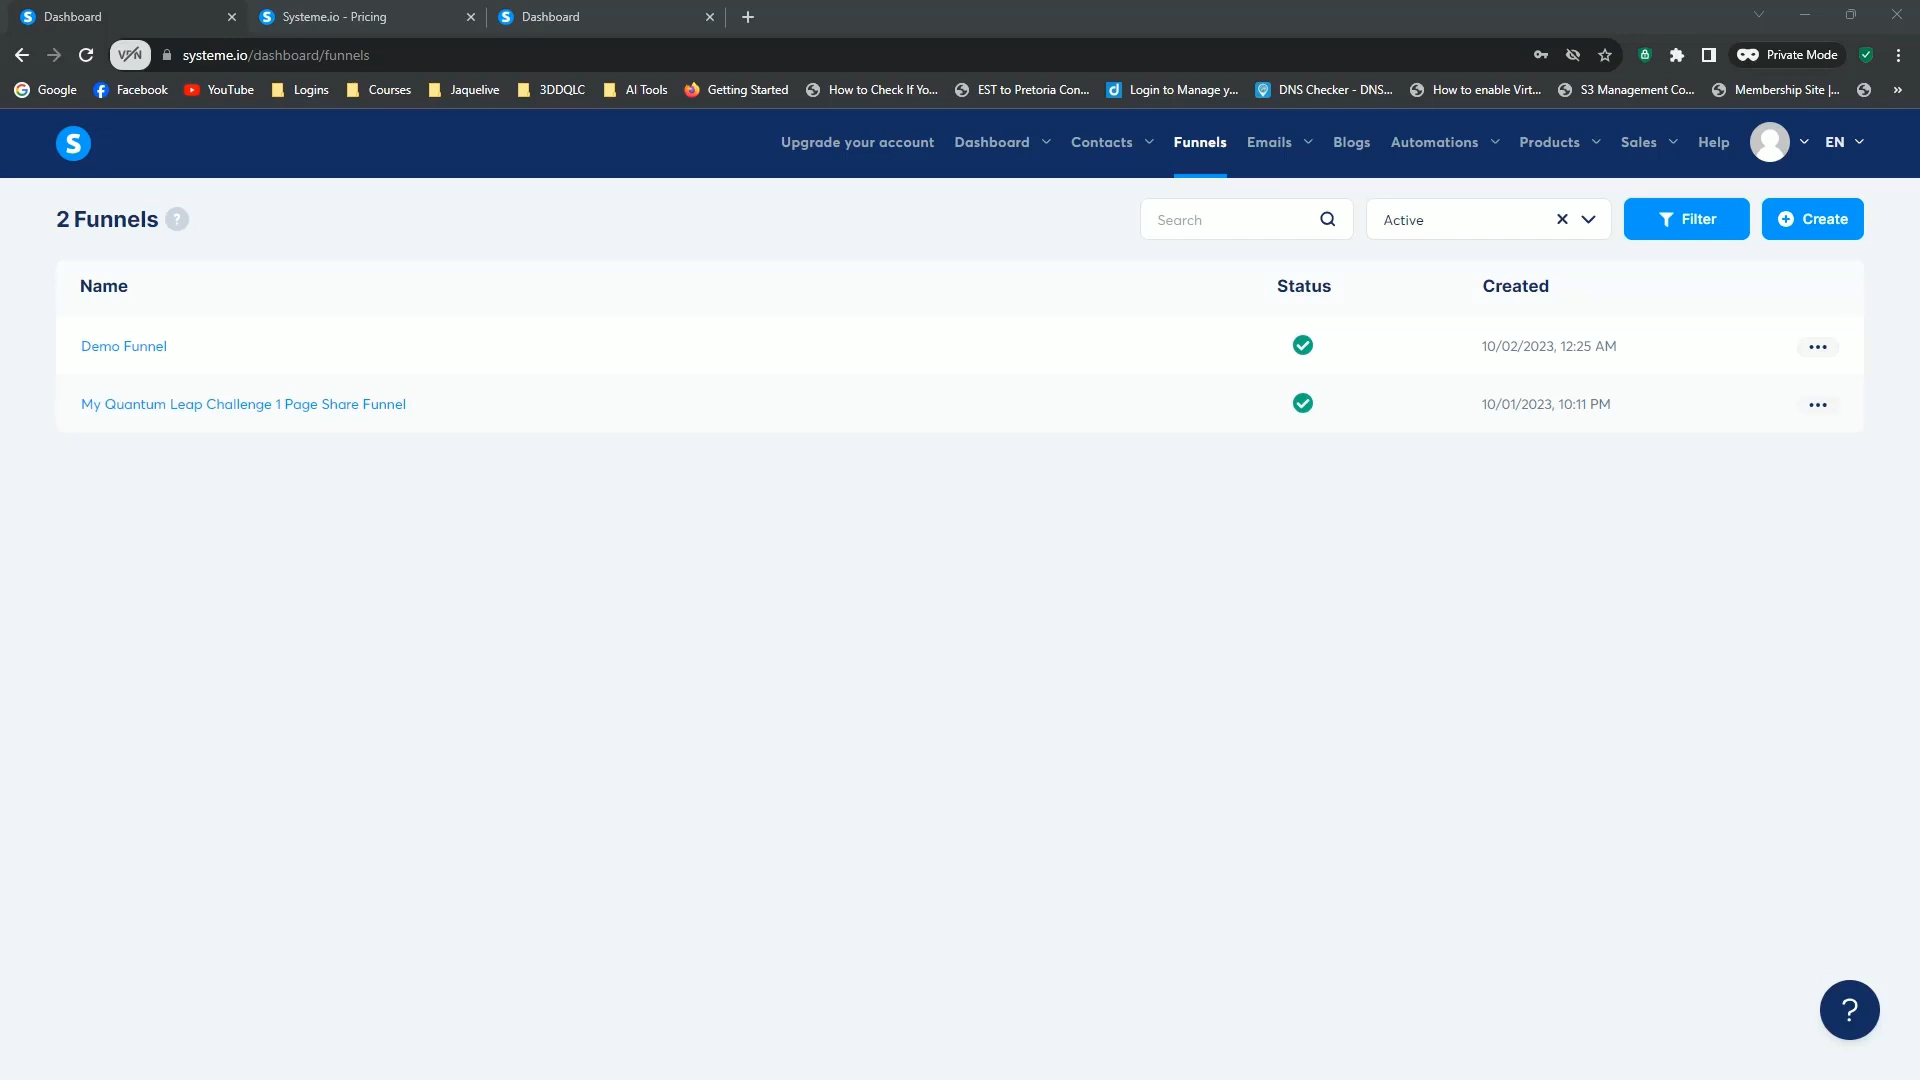 Dashboard
Systeme.io - Pricing
Dashboard
VPN
systeme.io/dashboard/funnels
Private Mode
Google
Facebook
YouTube
Logins
Courses
Jaquelive
3DDQLC
AI Tools
Getting Started
How to Check If Yo...
EST to Pretoria Con...
Login to Manage y...
DNS Checker - DNS...
How to enable Virt...
S3 Management Co...
Membership Site |...
»
S
Upgrade your account
Dashboard
Contacts
Funnels
Emails
Blogs
Automations
Products
Sales
Help
EN
2 Funnels ?
Search
Active
Filter
Create
Name
Status
Created
Demo Funnel
10/02/2023, 12:25 AM
My Quantum Leap Challenge 1 Page Share Funnel
10/01/2023, 10:11 PM
?